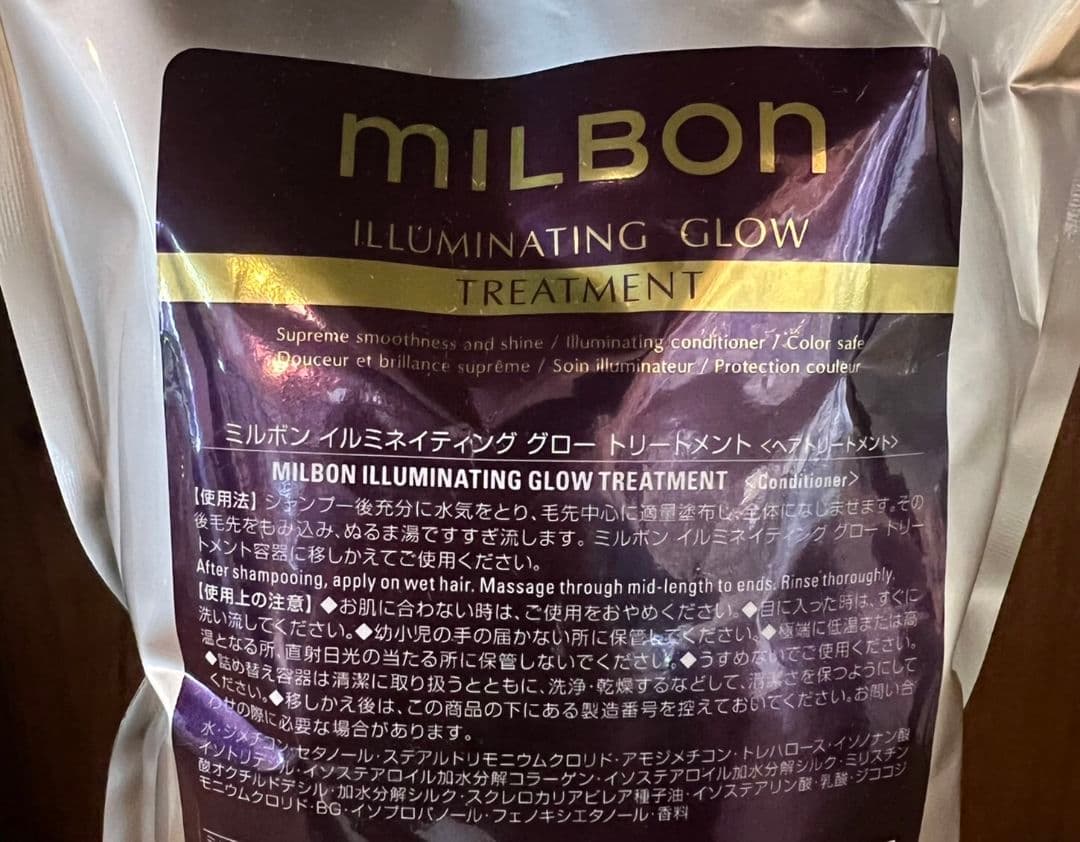 MILBON
ILLUMINATING GLOW
TREATMENT
Supreme smoothness and shine / Illuminating conditioner / Color safe
Douceur et brillance suprême / Soin illuminateur / Protection couleur
ミルボン イルミネイティング グロー トリートメント <ヘアトリートメント>
MILBON ILLUMINATING GLOW TREATMENT <Conditioner>
【使用法】シャンプー後充分に水気をとり、毛先中心に適量塗布し、全体になじませます。その
後毛先をもみ込み、ぬるま湯ですすぎ流します。ミルボン イルミネイティング グロー トリー
トメント容器に移しかえてご使用ください。
After shampooing, apply on wet hair. Massage through mid-length to ends. Rinse thoroughly.
【使用上の注意】◆お肌に合わない時は、ご使用をおやめください。◆目に入った時は、すぐに
洗い流してください。◆幼小児の手の届かない所に保管してください。◆極端に低温または高
温となる所、直射日光の当たる所に保管しないでください。◆うすめないでご使用ください。
◆詰め替え容器は清潔に取り扱うとともに、洗浄・乾燥するなどして、清潔さを保つようにして
ください。◆移しかえ後は、この商品の下にある製造番号を控えておいてください。お問い合
わせの際に必要な場合があります。
水・ジメチコン・セタノール・ステアルトリモニウムクロリド・アモジメチコン・トレハロース・イソノナン酸
イソトリデシル・イソステアロイル加水分解コラーゲン・イソステアロイル加水分解シルク・ミリスチン
酸オクチルドデシル・加水分解シルク・スクレロカリアビレア種子油・イソステアリン酸・乳酸・ジココジ
モニウムクロリド・BG・イソプロパノール・フェノキシエタノール・香料